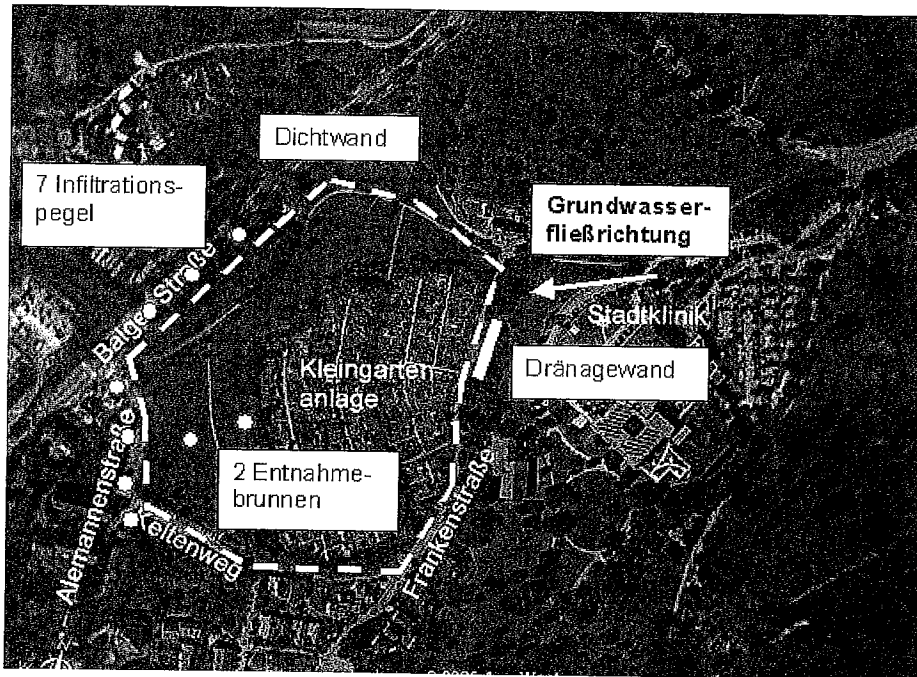 Dichtwand
7 Infiltrations-
pegel
Grundwasser-
fließrichtung
Balger Straße
Stadtklinik
Kleingarten
anlage
Dränagewand
2 Entnahme-
brunnen
Alemannenstraße
Keltenweg
Frankenstraße
N